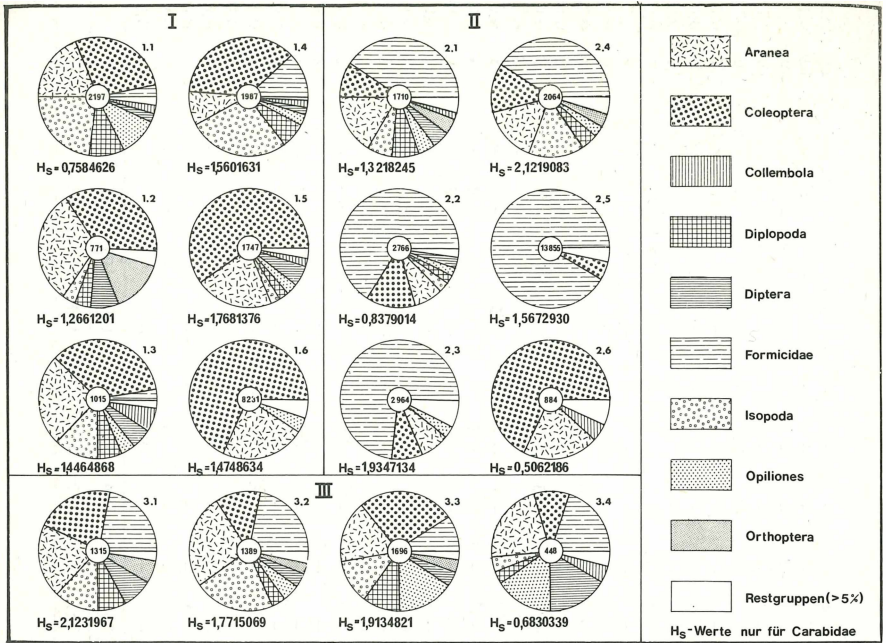 I
II
1.1
1.4
2.1
2.4
2197
1987
1710
2064
Hs=0,7584626
Hs=1,5601631
Hs=1,3218245
Hs=2,1219083
1.2
1.5
2.2
2.5
771
1747
2766
13855
Hs=1,2661201
Hs=1,7681376
Hs=0,8379014
Hs=1,5672930
1.3
1.6
2.3
2.6
1015
8231
2964
884
Hs=1,4464868
Hs=1,4748634
Hs=1,9347134
Hs=0,5062186
III
3.1
3.2
3.3
3.4
1315
1389
1696
448
Hs=2,1231967
Hs=1,7715069
Hs=1,9134821
Hs=0,6830339
Aranea
Coleoptera
Collembola
Diplopoda
Diptera
Formicidae
Isopoda
Opiliones
Orthoptera
Restgruppen(>5%)
Hs-Werte nur für Carabidae